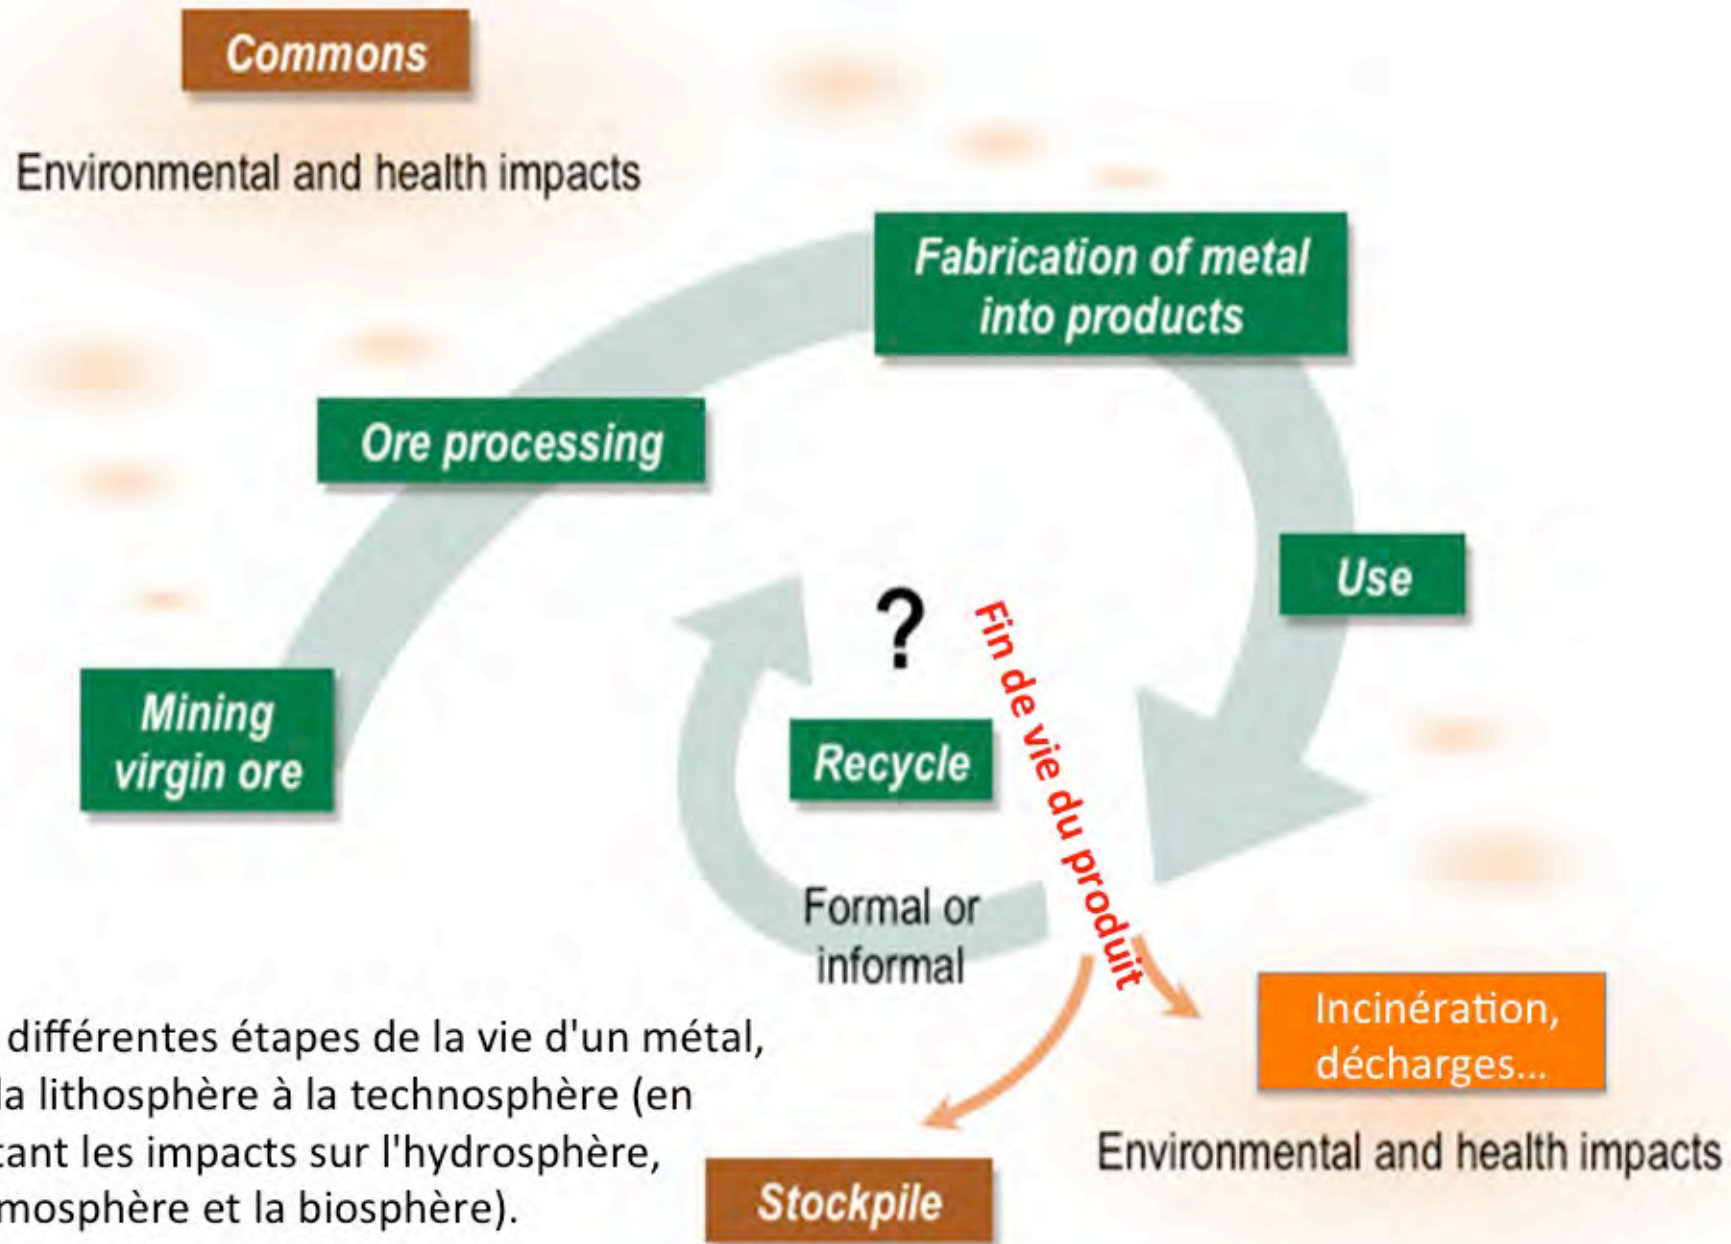 Commons
Environmental and health impacts
Fabrication of metal
into products
Ore processing
Use
?
Fin de vie du produit
Mining
virgin ore
Recycle
Formal or
informal
Incinération,
décharges...
Environmental and health impacts
différentes étapes de la vie d'un métal,
la lithosphère à la technosphère (en
tant les impacts sur l'hydrosphère,
mosphère et la biosphère).
Stockpile